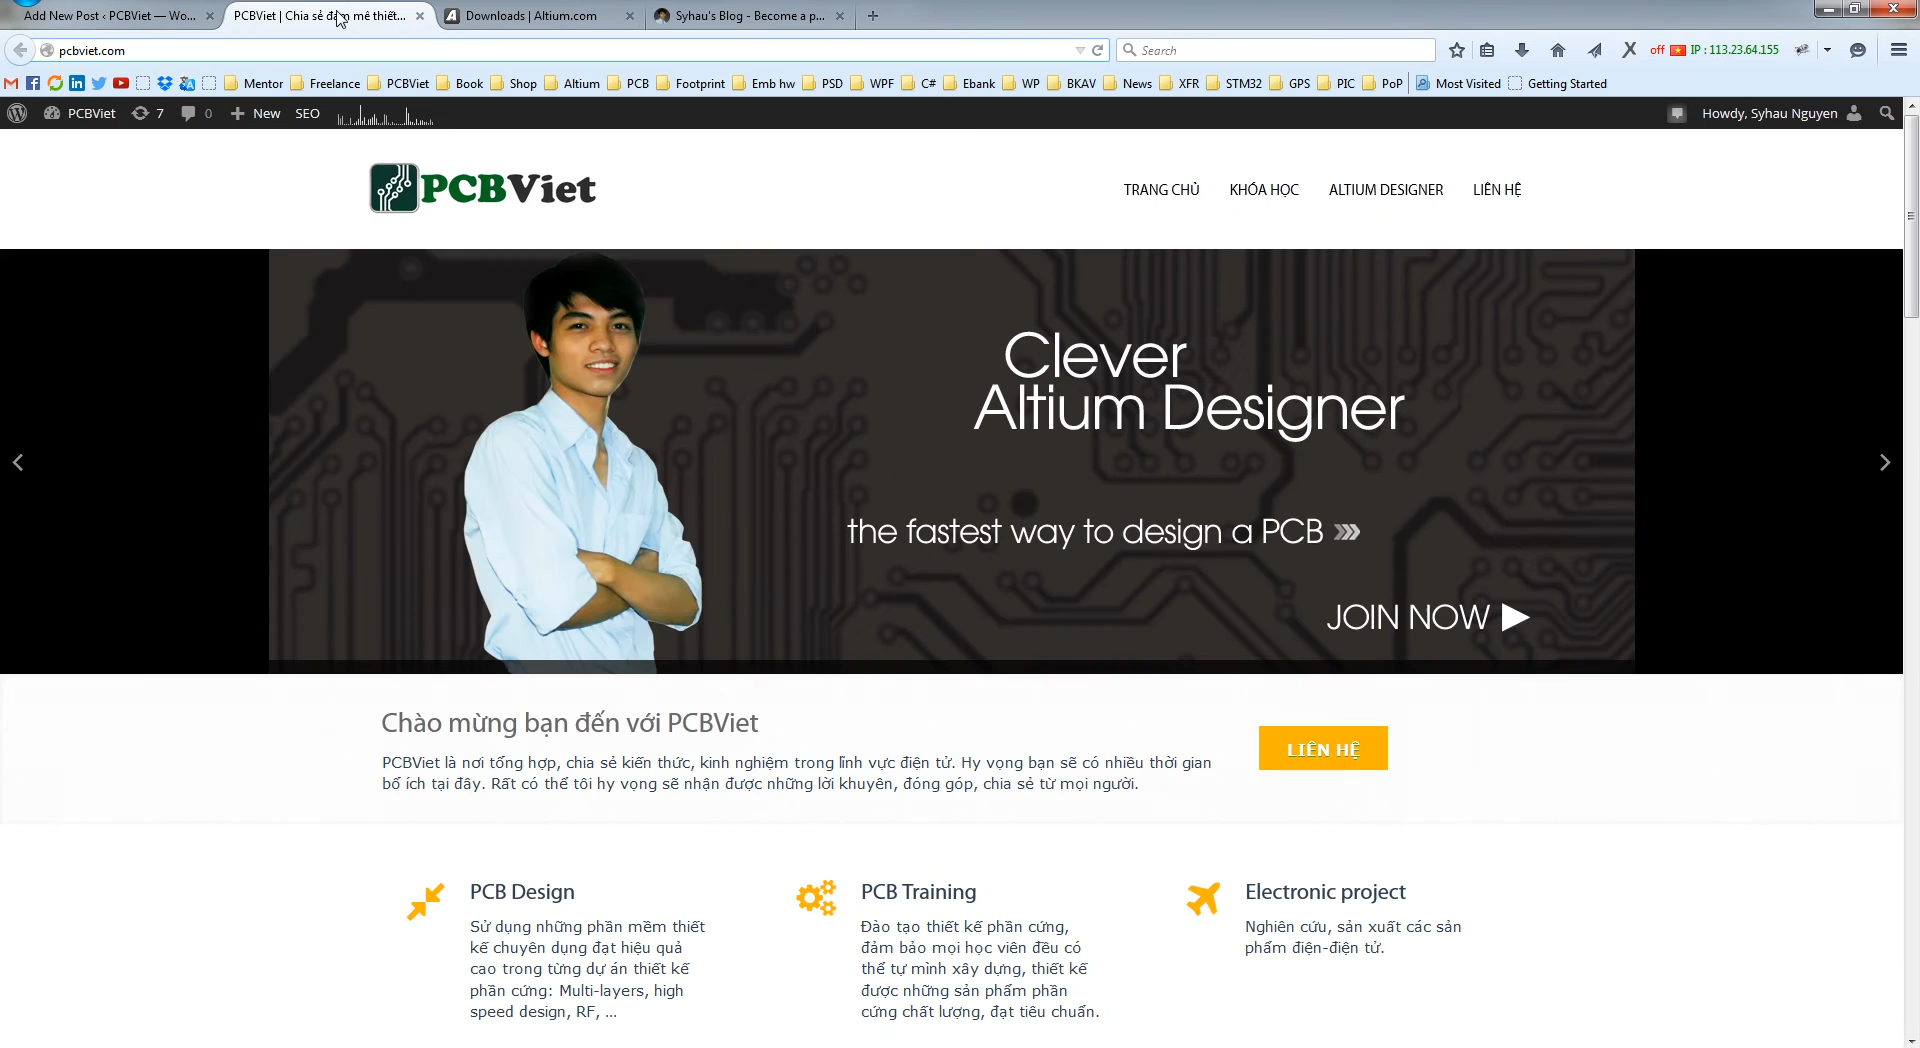 Add New Post ‹ PCBViet — Wo...
PCBViet | Chia sẻ đam mê thiết...
Downloads | Altium.com
Syhau's Blog - Become a p...
pcbviet.com
Search
off
IP : 113.23.64.155
Mentor
Freelance
PCBViet
Book
Shop
Altium
PCB
Footprint
Emb hw
PSD
WPF
C#
Ebank
WP
BKAV
News
XFR
STM32
GPS
PIC
PoP
Most Visited
Getting Started
PCBViet
7
0
New
SEO
Howdy, Syhau Nguyen
PCBViet
TRANG CHỦ
KHÓA HỌC
ALTIUM DESIGNER
LIÊN HỆ
Clever
Altium Designer
the fastest way to design a PCB
JOIN NOW
Chào mừng bạn đến với PCBViet
PCBViet là nơi tổng hợp, chia sẻ kiến thức, kinh nghiệm trong lĩnh vực điện tử. Hy vọng bạn sẽ có nhiều thời gian
bổ ích tại đây. Rất có thể tôi hy vọng sẽ nhận được những lời khuyên, đóng góp, chia sẻ từ mọi người.
LIÊN HỆ
PCB Design
Sử dụng những phần mềm thiết
kế chuyên dụng đạt hiệu quả
cao trong từng dự án thiết kế
phần cứng: Multi-layers, high
speed design, RF, ...
PCB Training
Đào tạo thiết kế phần cứng,
đảm bảo mọi học viên đều có
thể tự mình xây dựng, thiết kế
được những sản phẩm phần
cứng chất lượng, đạt tiêu chuẩn.
Electronic project
Nghiên cứu, sản xuất các sản
phẩm điện-điện tử.